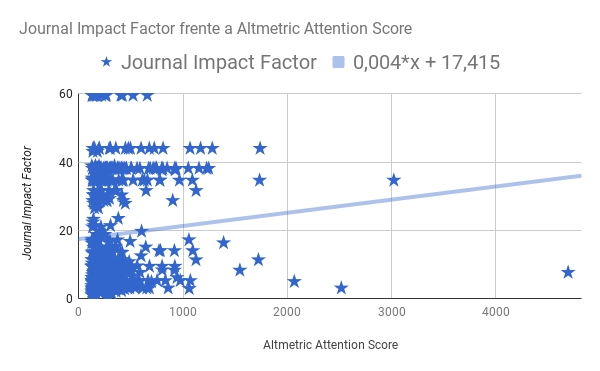 Journal Impact Factor frente a Altmetric Attention Score
Journal Impact Factor 0,004*x + 17,415
60
40
20
0
Journal Impact Factor
0 1000 2000 3000 4000
Altmetric Attention Score